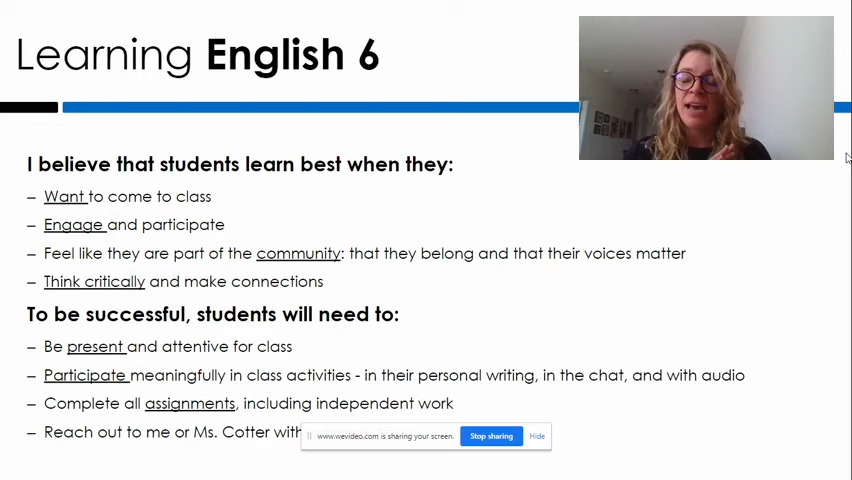 Learning English 6
I believe that students learn best when they:
– Want to come to class
– Engage and participate
– Feel like they are part of the community: that they belong and that their voices matter
– Think critically and make connections
To be successful, students will need to:
– Be present and attentive for class
– Participate meaningfully in class activities - in their personal writing, in the chat, and with audio
– Complete all assignments, including independent work
– Reach out to me or Ms. Cotter with
www.wevideo.com is sharing your screen. Stop sharing Hide